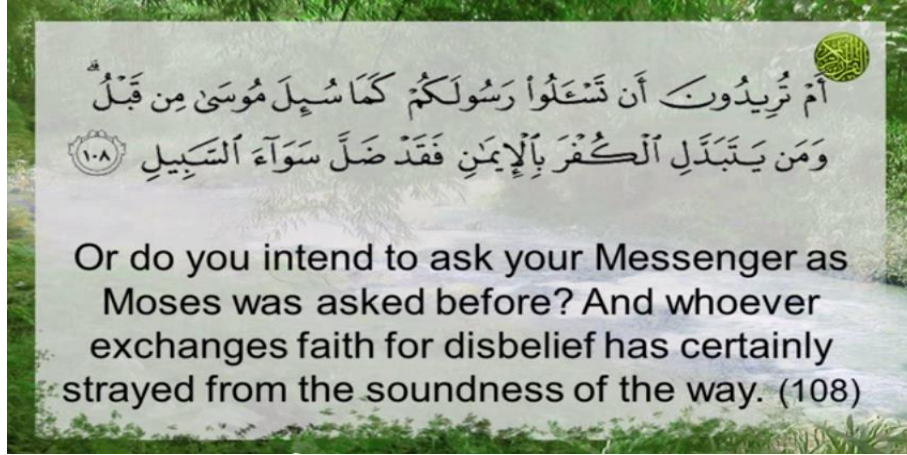 أَمْ تُرِيدُونَ أَن تَسْـَٔلُوا۟ رَسُولَكُمْ كَمَا سُئِلَ مُوسَىٰ مِن قَبْلُ ۗ
وَمَن يَتَبَدَّلِ ٱلْكُفْرَ بِٱلْإِيمَٰنِ فَقَدْ ضَلَّ سَوَآءَ ٱلسَّبِيلِ ١٠٨
Or do you intend to ask your Messenger as
Moses was asked before? And whoever
exchanges faith for disbelief has certainly
strayed from the soundness of the way. (108)